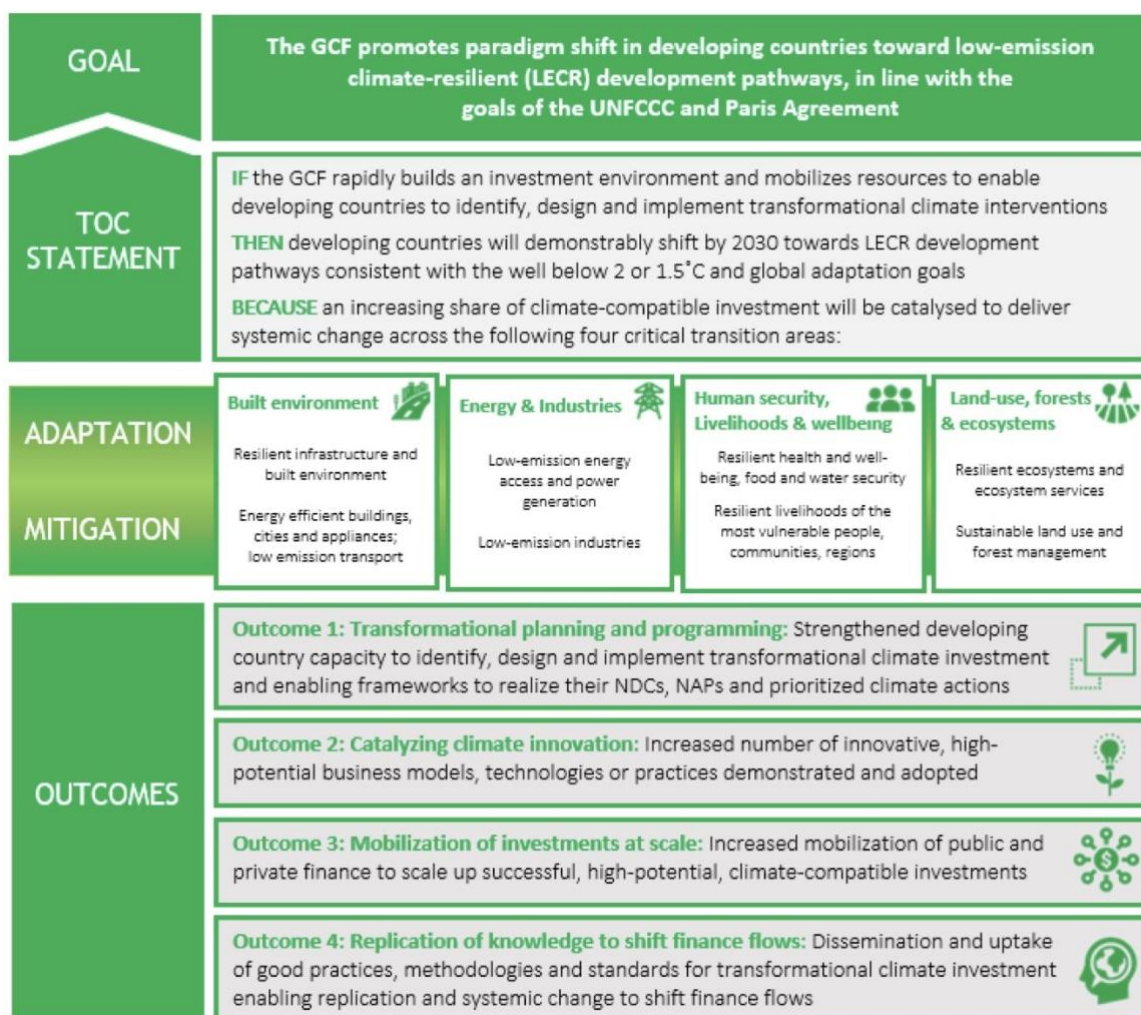 GOAL
The GCF promotes paradigm shift in developing countries toward low-emission
climate-resilient (LECR) development pathways, in line with the
goals of the UNFCCC and Paris Agreement
TOC
STATEMENT
IF the GCF rapidly builds an investment environment and mobilizes resources to enable
developing countries to identify, design and implement transformational climate interventions
THEN developing countries will demonstrably shift by 2030 towards LECR development
pathways consistent with the well below 2 or 1.5˚C and global adaptation goals
BECAUSE an increasing share of climate-compatible investment will be catalysed to deliver
systemic change across the following four critical transition areas:
ADAPTATION
MITIGATION
Built environment
Resilient infrastructure and
built environment
Energy efficient buildings,
cities and appliances;
low emission transport
Energy & Industries
Low-emission energy
access and power
generation
Low-emission industries
Human security,
Livelihoods & wellbeing
Resilient health and well-
being, food and water security
Resilient livelihoods of the
most vulnerable people,
communities, regions
Land-use, forests
& ecosystems
Resilient ecosystems and
ecosystem services
Sustainable land use and
forest management
OUTCOMES
Outcome 1: Transformational planning and programming: Strengthened developing
country capacity to identify, design and implement transformational climate investment
and enabling frameworks to realize their NDCs, NAPs and prioritized climate actions
Outcome 2: Catalyzing climate innovation: Increased number of innovative, high-
potential business models, technologies or practices demonstrated and adopted
Outcome 3: Mobilization of investments at scale: Increased mobilization of public and
private finance to scale up successful, high-potential, climate-compatible investments
Outcome 4: Replication of knowledge to shift finance flows: Dissemination and uptake
of good practices, methodologies and standards for transformational climate investment
enabling replication and systemic change to shift finance flows